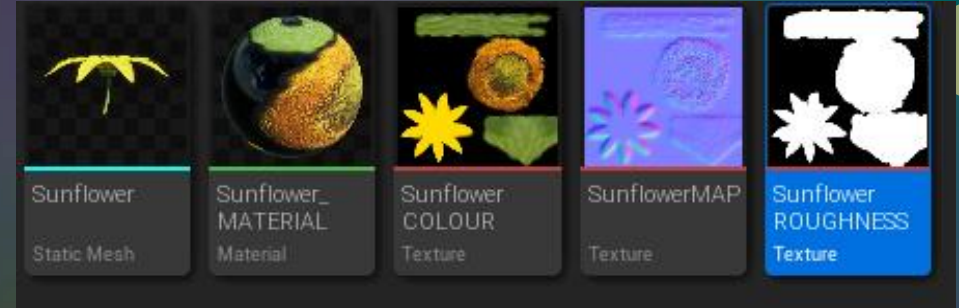 Sunflower
Static Mesh
Sunflower_
MATERIAL
Material
Sunflower
COLOUR
Texture
SunflowerMAP
Texture
Sunflower
ROUGHNESS
Texture